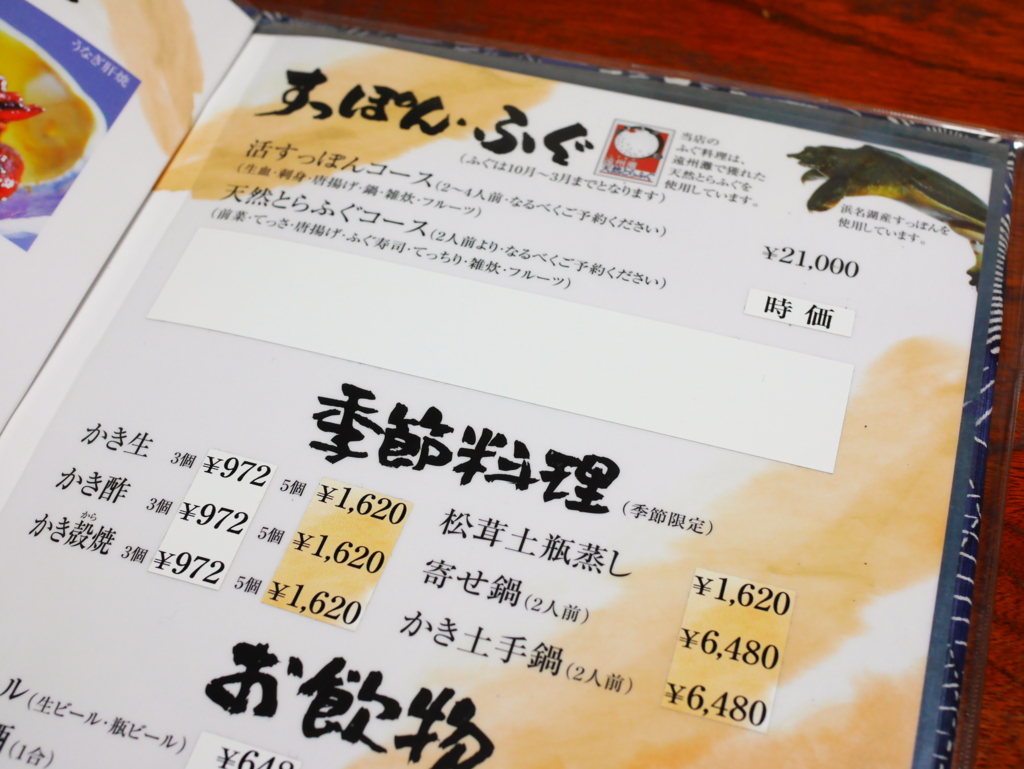 うなぎ肝焼
すっぽん・ふぐ
(ふぐは10月〜3月までとなります)
当店の
ふぐ料理は、
遠州灘で獲れた
天然とらふぐを
使用しています。
浜名湖産すっぽんを
使用しています。
活すっぽんコース(2〜4人前・なるべくご予約ください) ¥21,000
(生血・刺身・唐揚げ・鍋・雑炊・フルーツ)
天然とらふぐコース(2人前より・なるべくご予約ください) 時価
(前菜・てっさ・唐揚げ・ふぐ寿司・てっちり・雑炊・フルーツ)
季節料理(季節限定)
かき生 3個 ¥972 5個 ¥1,620
かき酢 3個 ¥972 5個 ¥1,620
かき殻焼 3個 ¥972 5個 ¥1,620
から
松茸土瓶蒸し ¥1,620
寄せ鍋(2人前) ¥6,480
かき土手鍋(2人前) ¥6,480
お飲物
ル(生ビール・瓶ビール) ¥648
酒(1合)